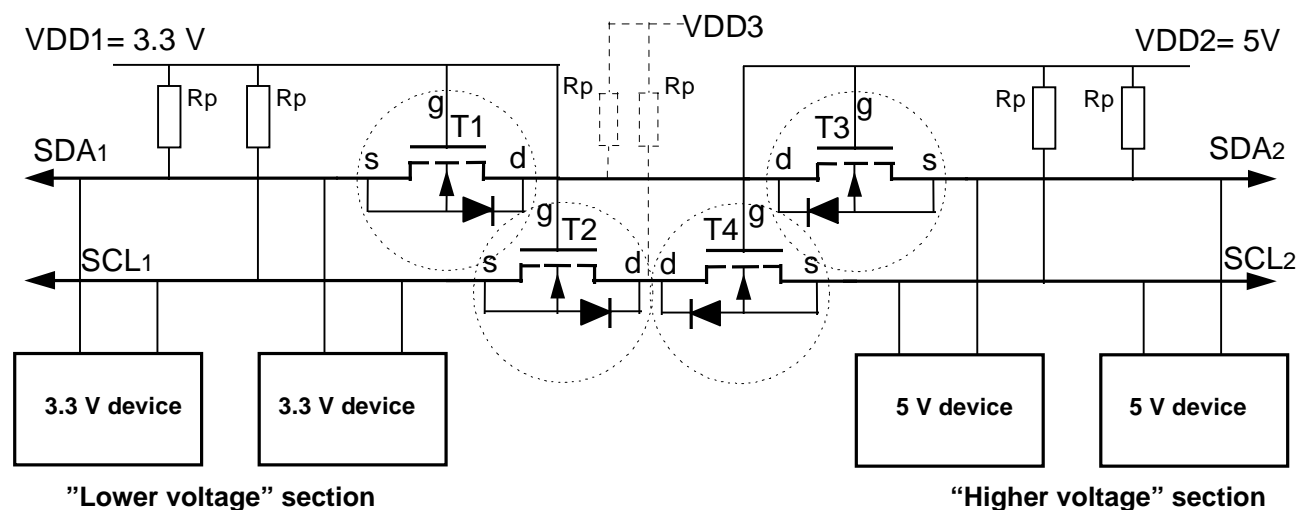 VDD1= 3.3 V
VDD3
VDD2= 5V
Rp
Rp
Rp
Rp
Rp
Rp
g
g
T1
T3
SDA1
s
d
d
s
SDA2
g
g
T2
T4
SCL1
s
d
d
s
SCL2
3.3 V device
3.3 V device
5 V device
5 V device
”Lower voltage” section
“Higher voltage” section